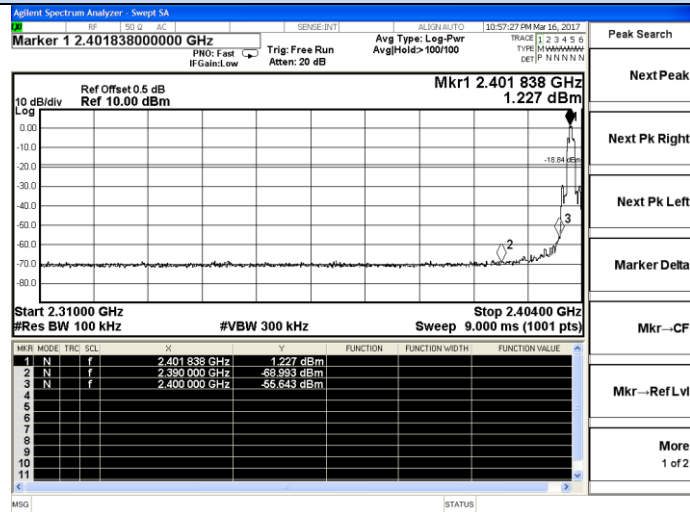 Agilent Spectrum Analyzer - Swept SA
RF 50 Ω AC SENSE:INT ALIGN AUTO 10:57:27 PM Mar 16, 2017
Marker 1 2.401838000000 GHz
PNO: Fast Trig: Free Run Avg Type: Log-Pwr TRACE 1 2 3 4 5 6
IFGain:Low Atten: 20 dB Avg|Hold>100/100 TYPE M WWWWW
DET P N N N N N
Mkr1 2.401 838 GHz
1.227 dBm
Ref Offset 0.5 dB
10 dB/div Ref 10.00 dBm
Log
1
0.00
-10.0
-18.84 dBm
-20.0
-30.0
-40.0
-50.0
3
-60.0
2
-70.0
-80.0
Start 2.31000 GHz Stop 2.40400 GHz
#Res BW 100 kHz #VBW 300 kHz Sweep 9.000 ms (1001 pts)
MKR MODE TRC SCL X Y FUNCTION FUNCTION WIDTH FUNCTION VALUE
1 N f 2.401 838 GHz 1.227 dBm
2 N f 2.390 000 GHz -68.993 dBm
3 N f 2.400 000 GHz -55.643 dBm
4
5
6
7
8
9
10
11
MSG STATUS
Peak Search
Next Peak
Next Pk Right
Next Pk Left
Marker Delta
Mkr→CF
Mkr→Ref Lvl
More
1 of 2